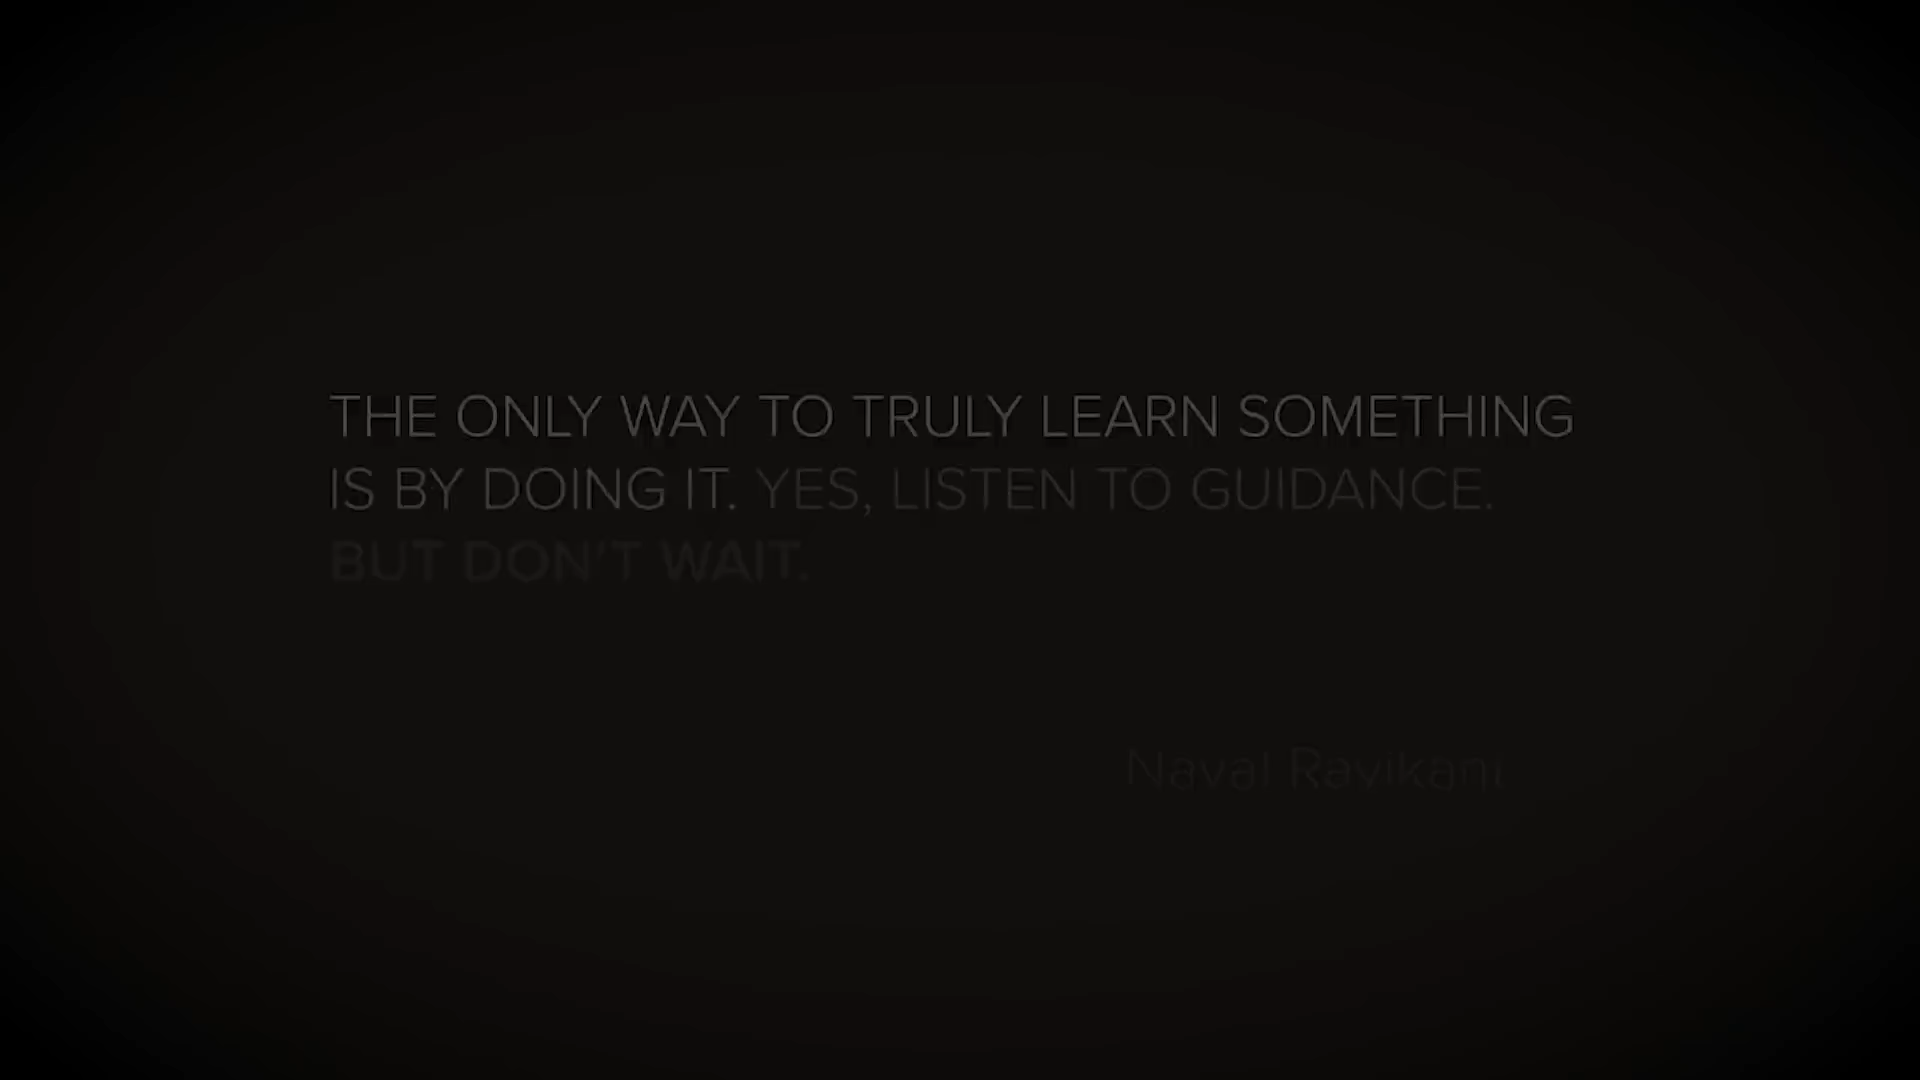 THE ONLY WAY TO TRULY LEARN SOMETHING
IS BY DOING IT. YES, LISTEN TO GUIDANCE.
BUT DON'T WAIT.
Naval Ravikant